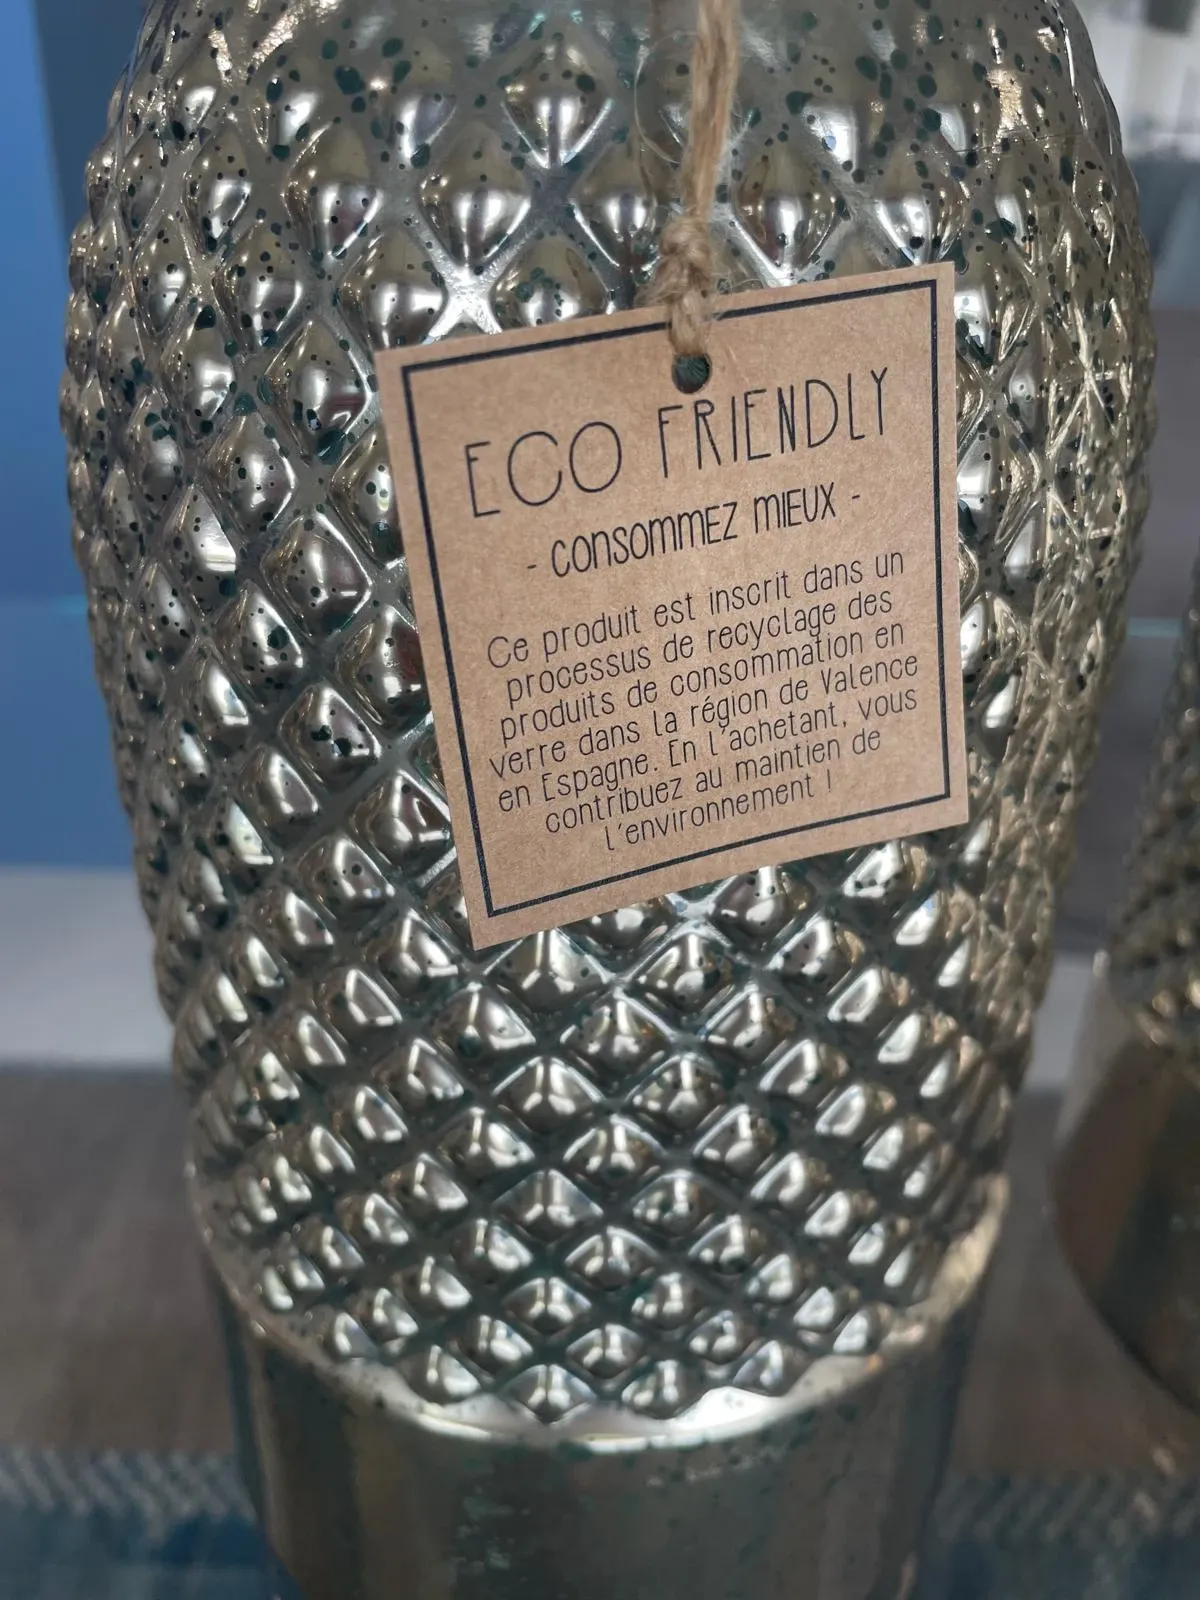 ECO FRIENDLY
- consommez mieux -
Ce produit est inscrit dans un
processus de recyclage des
produits de consommation en
verre dans la région de Valence
en Espagne. En l'achetant, vous
contribuez au maintien de
l'environnement !